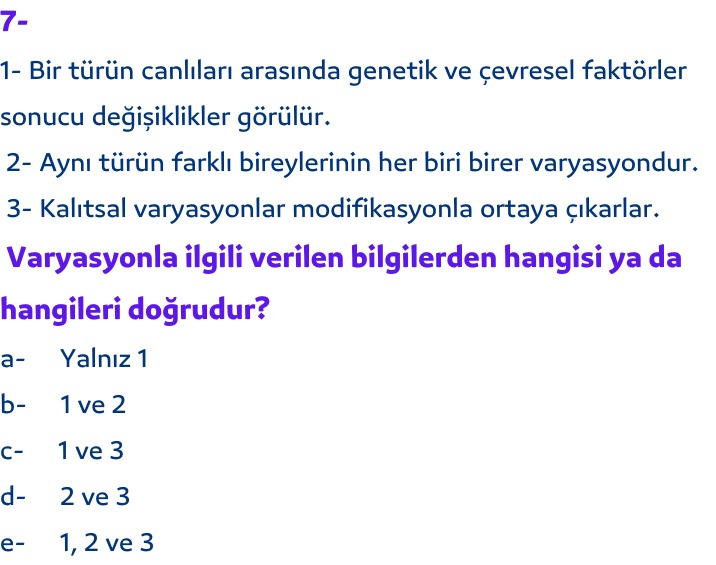 7-
1- Bir türün canlıları arasında genetik ve çevresel faktörler
sonucu değişiklikler görülür.
2- Aynı türün farklı bireylerinin her biri birer varyasyondur.
3- Kalıtsal varyasyonlar modifikasyonla ortaya çıkarlar.
Varyasyonla ilgili verilen bilgilerden hangisi ya da
hangileri doğrudur?
a- Yalnız 1
b- 1 ve 2
c- 1 ve 3
d- 2 ve 3
e- 1, 2 ve 3